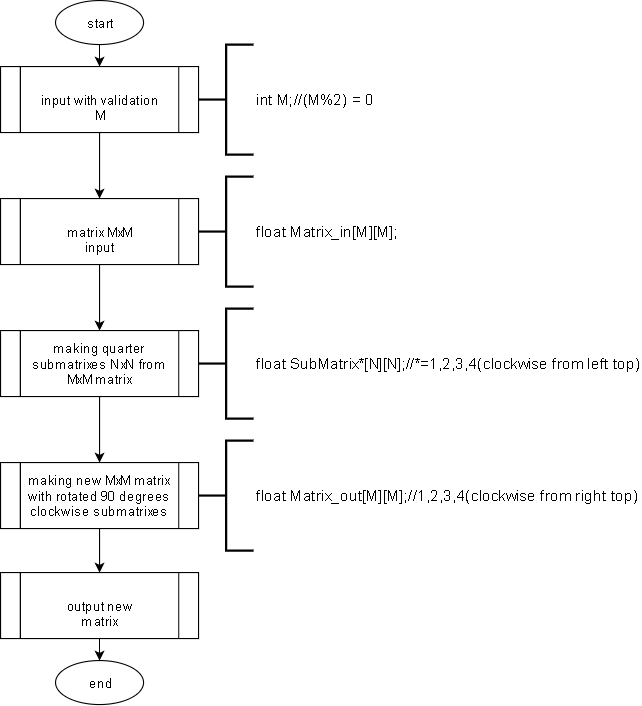 start
input with validation
M
int M;//(M%2) = 0
matrix MxM
input
float Matrix_in[M][M];
making quarter
submatrixes NxN from
MxM matrix
float SubMatrix*[N][N];//*=1,2,3,4(clockwise from left top)
making new MxM matrix
with rotated 90 degrees
clockwise submatrixes
float Matrix_out[M][M];//1,2,3,4(clockwise from right top)
output new
matrix
end